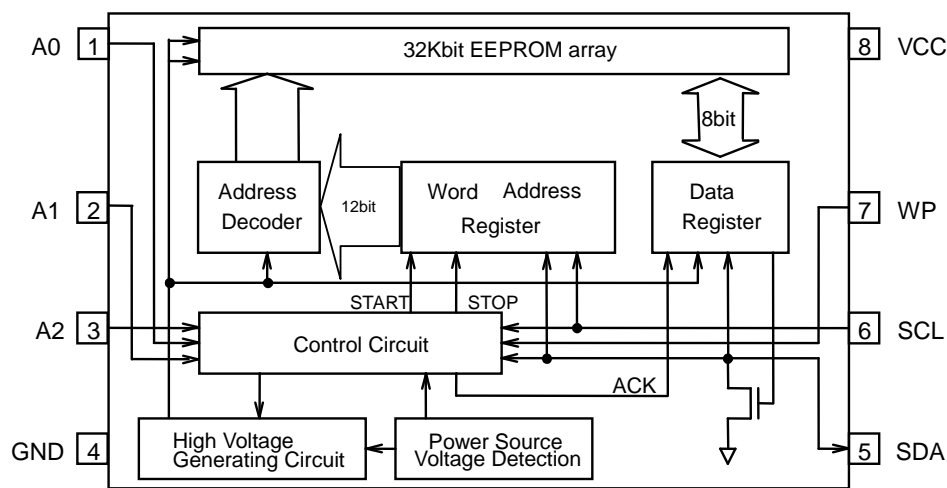 A0 1
32Kbit EEPROM array
8 VCC
8bit
A1 2
Address
Decoder
12bit
Word Address
Register
Data
Register
7 WP
START
STOP
A2 3
Control Circuit
6 SCL
ACK
GND 4
High Voltage
Generating Circuit
Power Source
Voltage Detection
5 SDA